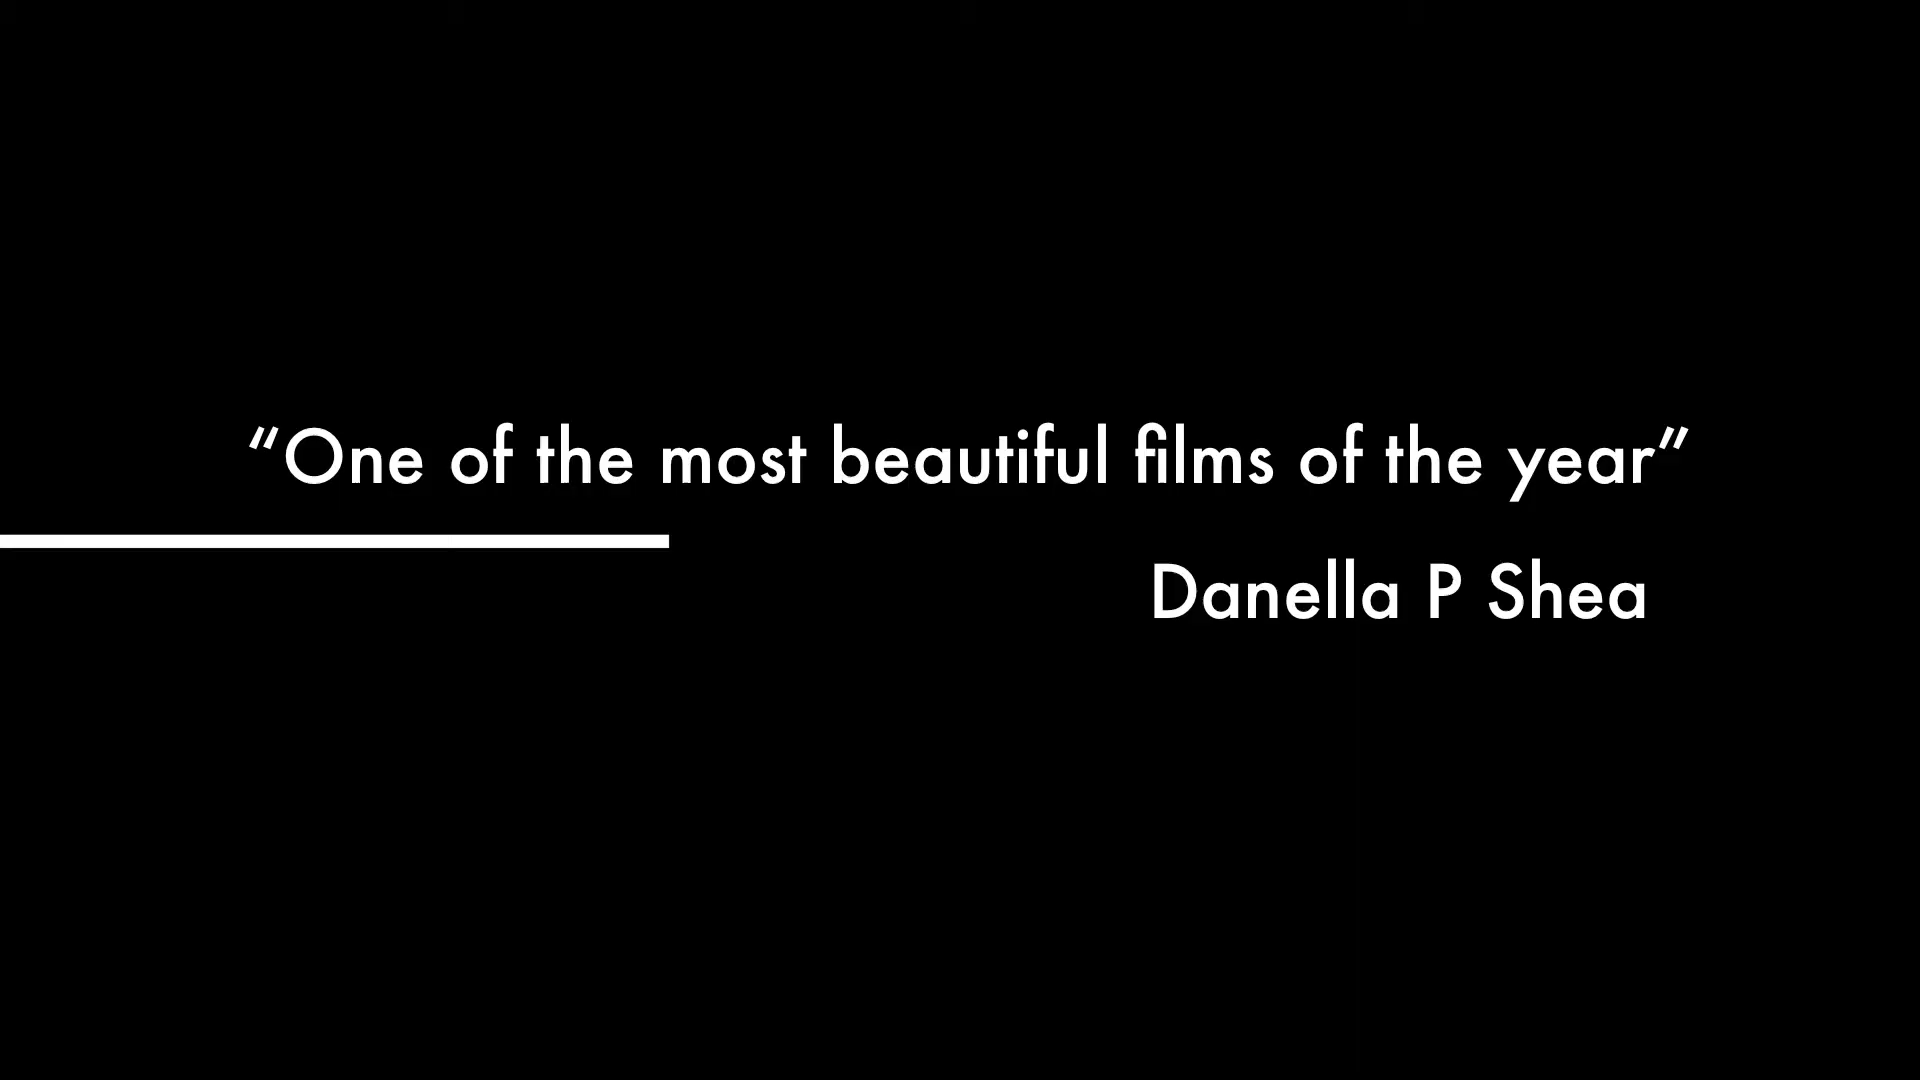 “One of the most beautiful films of the year”
Danella P Shea